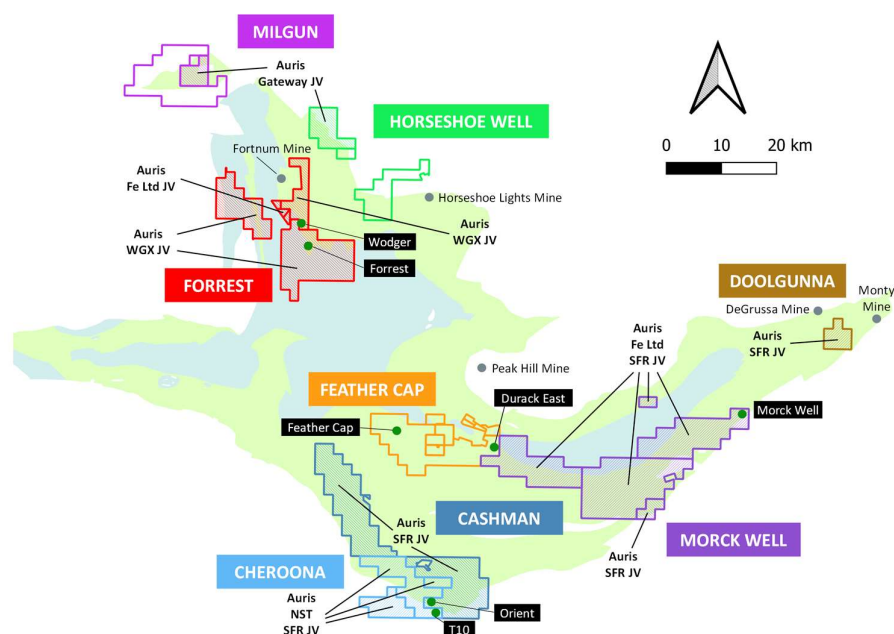 MILGUN
Auris
Gateway JV
HORSESHOE WELL
0 10 20 km
Fortnum Mine
Auris
Fe Ltd JV
Horseshoe Lights Mine
Auris
WGX JV
Auris
WGX JV
Wodger
Forrest
FORREST
DOOLGUNNA
Monty
Mine
DeGrussa Mine
Auris
Fe Ltd
SFR JV
Auris
SFR JV
Peak Hill Mine
FEATHER CAP
Durack East
Feather Cap
Morck Well
Auris
SFR JV
CASHMAN
MORCK WELL
Auris
SFR JV
CHEROONA
Auris
NST
SFR JV
Orient
T10